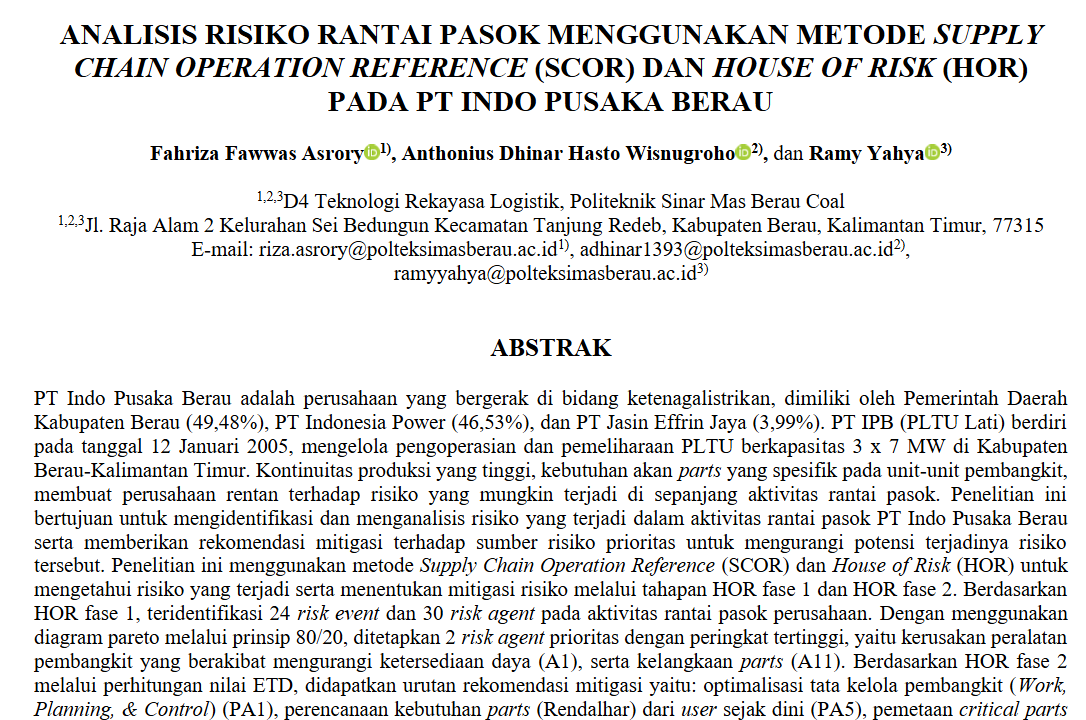 ANALISIS RISIKO RANTAI PASOK MENGGUNAKAN METODE SUPPLY
CHAIN OPERATION REFERENCE (SCOR) DAN HOUSE OF RISK (HOR)
PADA PT INDO PUSAKA BERAU
Fahriza Fawwas Asrory iD 1), Anthonius Dhinar Hasto Wisnugroho iD 2), dan Ramy Yahya iD 3)
1,2,3D4 Teknologi Rekayasa Logistik, Politeknik Sinar Mas Berau Coal
1,2,3Jl. Raja Alam 2 Kelurahan Sei Bedungun Kecamatan Tanjung Redeb, Kabupaten Berau, Kalimantan Timur, 77315
E-mail: riza.asrory@polteksimasberau.ac.id1), adhinar1393@polteksimasberau.ac.id2),
ramyyahya@polteksimasberau.ac.id3)
ABSTRAK
PT Indo Pusaka Berau adalah perusahaan yang bergerak di bidang ketenagalistrikan, dimiliki oleh Pemerintah Daerah
Kabupaten Berau (49,48%), PT Indonesia Power (46,53%), dan PT Jasin Effrin Jaya (3,99%). PT IPB (PLTU Lati) berdiri
pada tanggal 12 Januari 2005, mengelola pengoperasian dan pemeliharaan PLTU berkapasitas 3 x 7 MW di Kabupaten
Berau-Kalimantan Timur. Kontinuitas produksi yang tinggi, kebutuhan akan parts yang spesifik pada unit-unit pembangkit,
membuat perusahaan rentan terhadap risiko yang mungkin terjadi di sepanjang aktivitas rantai pasok. Penelitian ini
bertujuan untuk mengidentifikasi dan menganalisis risiko yang terjadi dalam aktivitas rantai pasok PT Indo Pusaka Berau
serta memberikan rekomendasi mitigasi terhadap sumber risiko prioritas untuk mengurangi potensi terjadinya risiko
tersebut. Penelitian ini menggunakan metode Supply Chain Operation Reference (SCOR) dan House of Risk (HOR) untuk
mengetahui risiko yang terjadi serta menentukan mitigasi risiko melalui tahapan HOR fase 1 dan HOR fase 2. Berdasarkan
HOR fase 1, teridentifikasi 24 risk event dan 30 risk agent pada aktivitas rantai pasok perusahaan. Dengan menggunakan
diagram pareto melalui prinsip 80/20, ditetapkan 2 risk agent prioritas dengan peringkat tertinggi, yaitu kerusakan peralatan
pembangkit yang berakibat mengurangi ketersediaan daya (A1), serta kelangkaan parts (A11). Berdasarkan HOR fase 2
melalui perhitungan nilai ETD, didapatkan urutan rekomendasi mitigasi yaitu: optimalisasi tata kelola pembangkit (Work,
Planning, & Control) (PA1), perencanaan kebutuhan parts (Rendalhar) dari user sejak dini (PA5), pemetaan critical parts